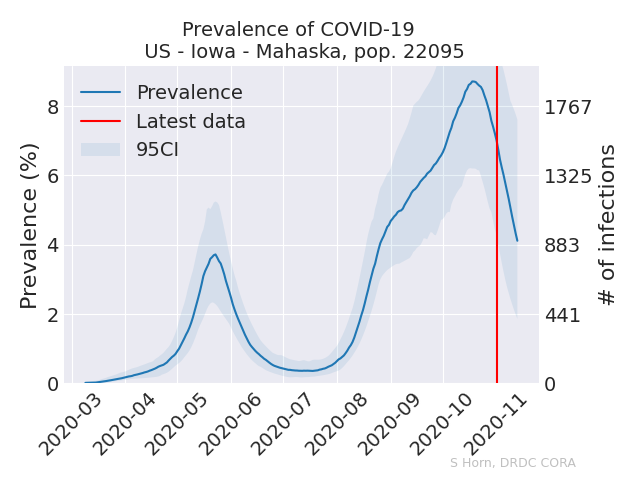 Prevalence of COVID-19
US - Iowa - Mahaska, pop. 22095
Prevalence
Latest data
95CI
Prevalence (%)
8
6
4
2
0
1767
1325
883
441
0
# of infections
2020-03
2020-04
2020-05
2020-06
2020-07
2020-08
2020-09
2020-10
2020-11
S Horn, DRDC CORA